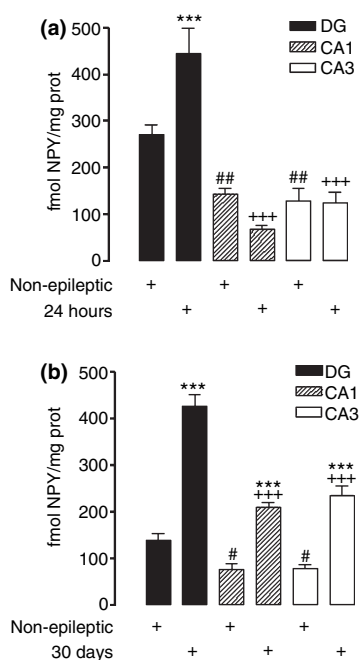 (a)
DG
CA1
CA3
fmol NPY/mg prot
500
400
300
200
100
0
***
##
+++
##
+++
Non-epileptic + + +
24 hours + + +
(b)
DG
CA1
CA3
fmol NPY/mg prot
500
400
300
200
100
0
***
#
***
+++
#
***
+++
Non-epileptic + + +
30 days + + +